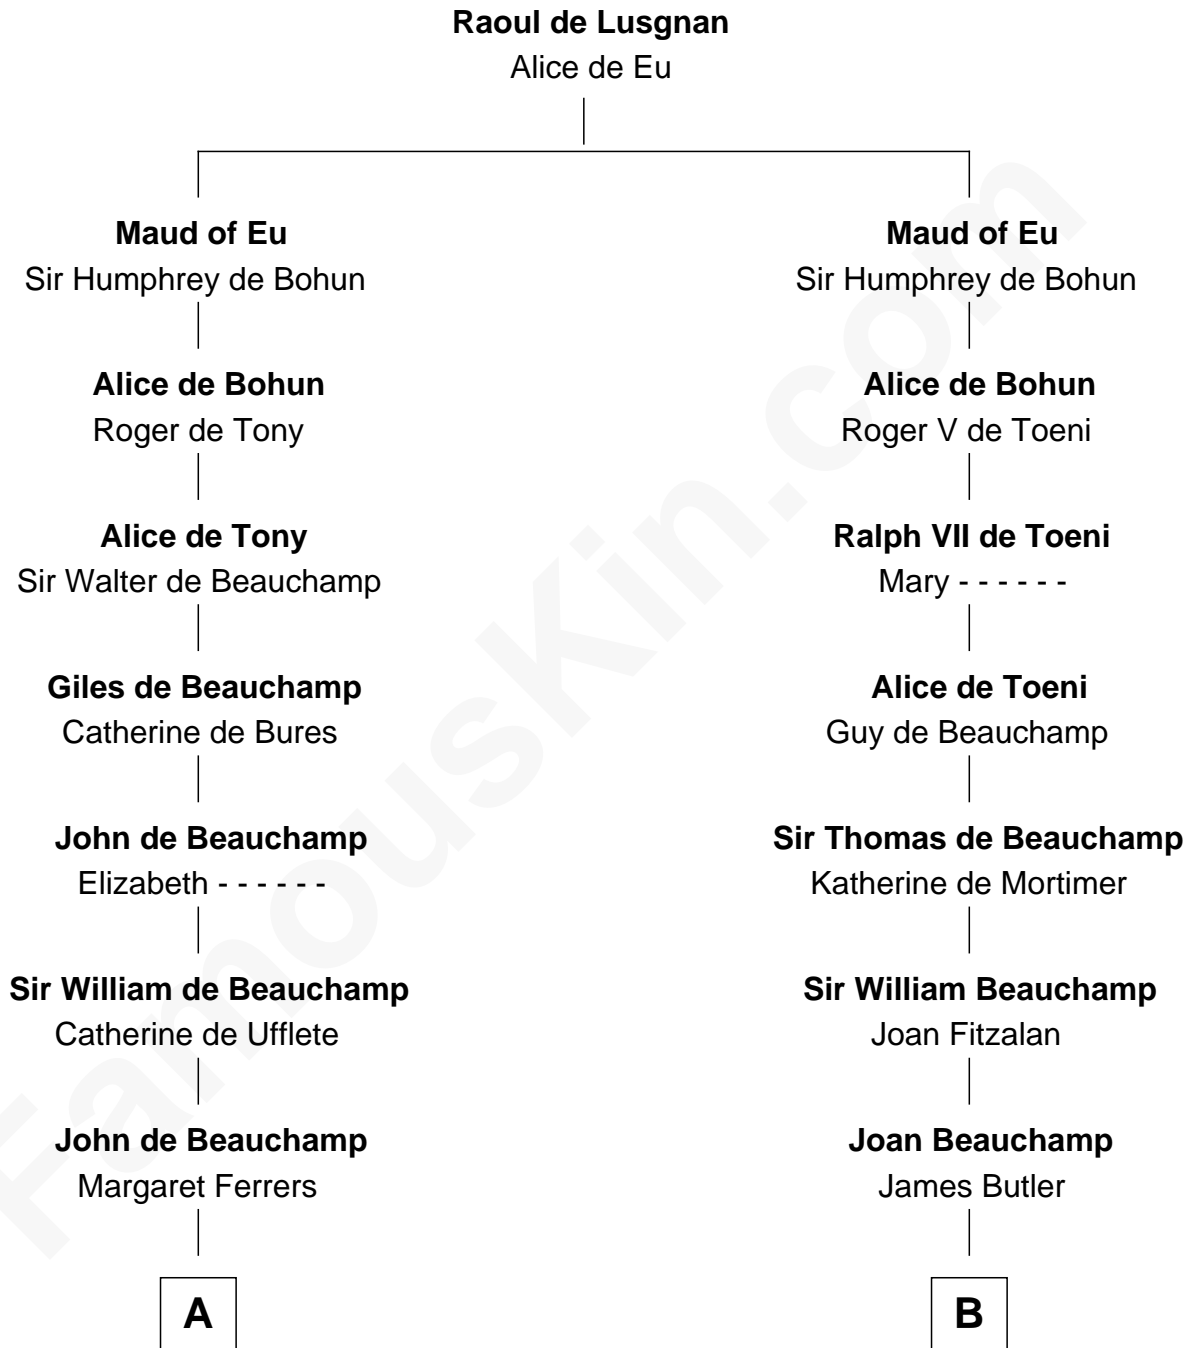 Raoul de Lusgnan
Alice de Eu
Maud of Eu
Sir Humphrey de Bohun
Maud of Eu
Sir Humphrey de Bohun
Alice de Bohun
Roger de Tony
Alice de Bohun
Roger V de Toeni
Alice de Tony
Sir Walter de Beauchamp
Ralph VII de Toeni
Mary - - - - - -
Giles de Beauchamp
Catherine de Bures
Alice de Toeni
Guy de Beauchamp
John de Beauchamp
Elizabeth - - - - - -
Sir Thomas de Beauchamp
Katherine de Mortimer
Sir William de Beauchamp
Catherine de Ufflete
Sir William Beauchamp
Joan Fitzalan
John de Beauchamp
Margaret Ferrers
Joan Beauchamp
James Butler
A
B
FamousKin.com